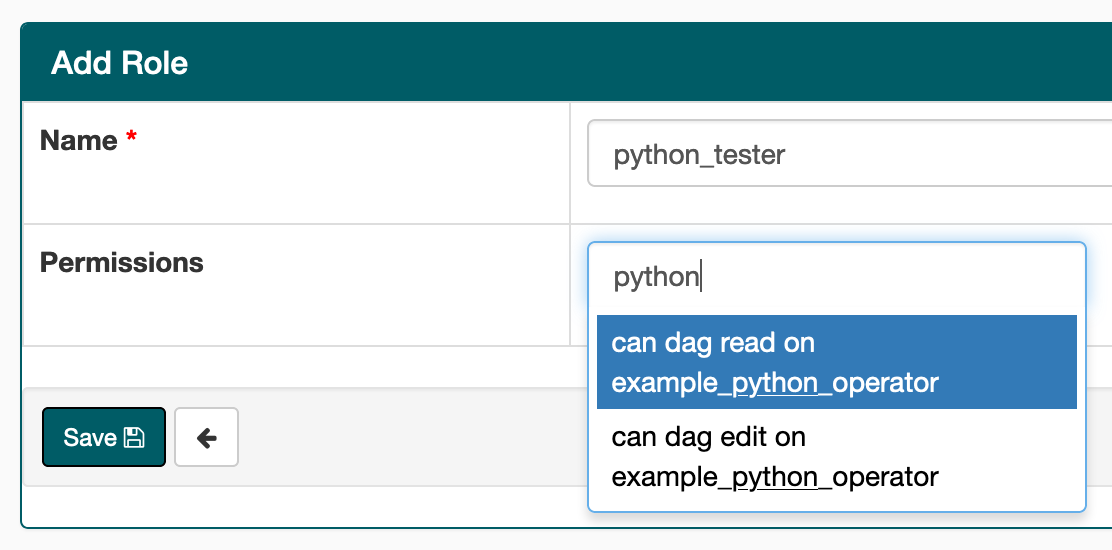 Add Role
Name *
python_tester
Permissions
python
can dag read on
example_python_operator
can dag edit on
example_python_operator
Save